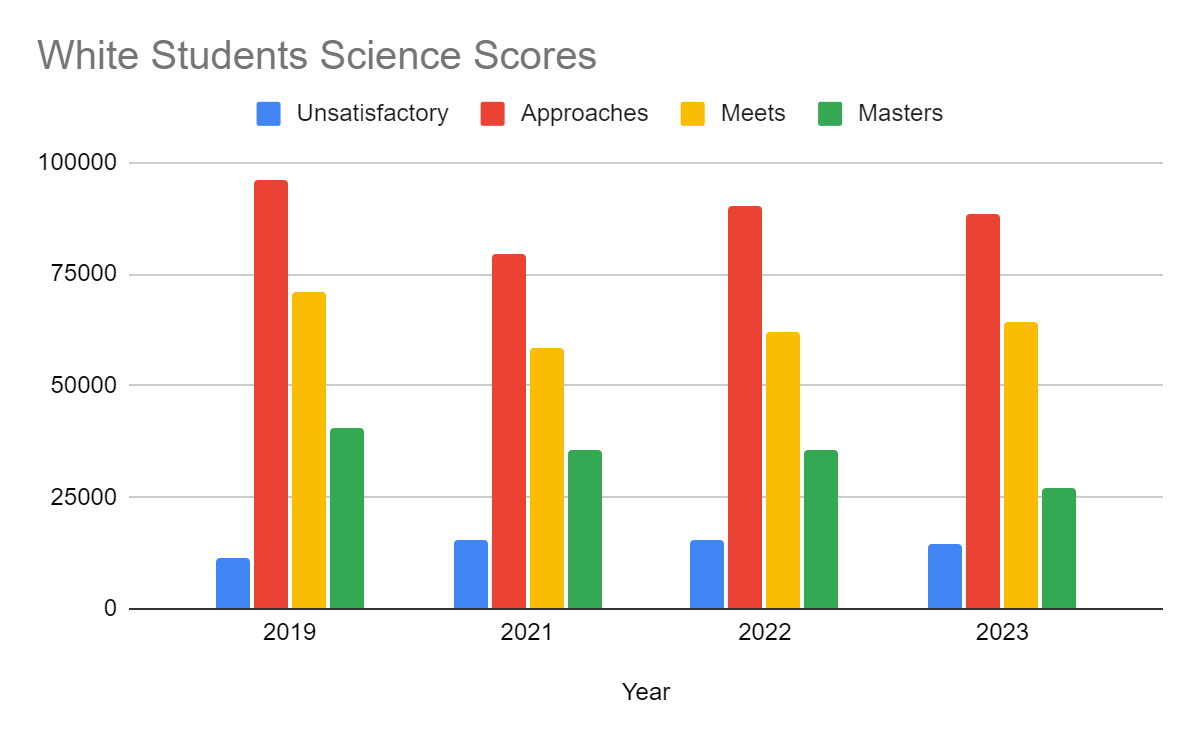 White Students Science Scores
Unsatisfactory Approaches Meets Masters
100000
75000
50000
25000
0
2019 2021 2022 2023
Year